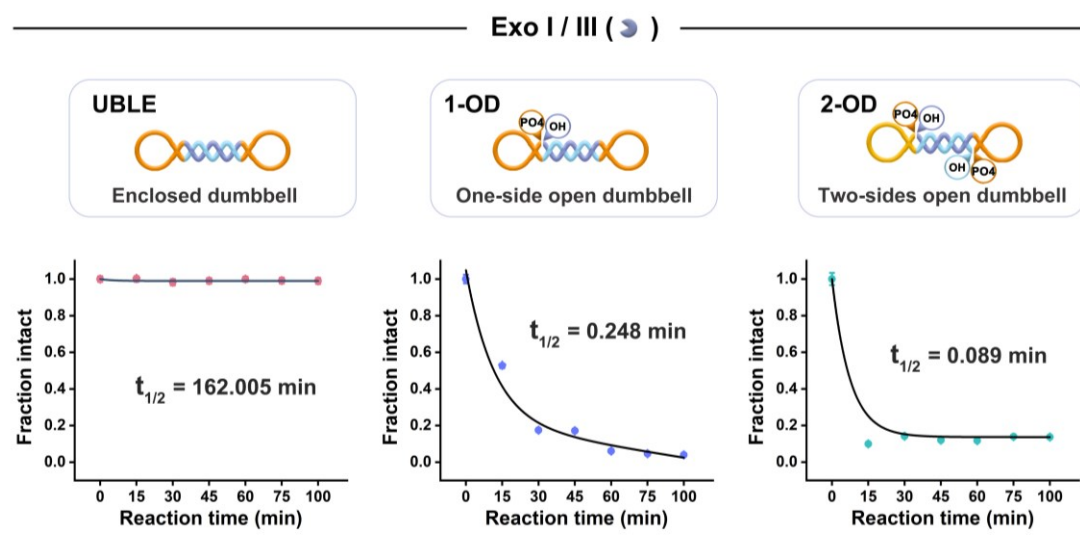 Exo I / III ( )
UBLE
Enclosed dumbbell
1-OD
PO4
OH
One-side open dumbbell
2-OD
PO4
OH
OH
PO4
Two-sides open dumbbell
Fraction intact
1.0
0.8
0.6
0.4
0.2
0.0
t1/2 = 162.005 min
0 15 30 45 60 75 100
Reaction time (min)
Fraction intact
1.0
0.8
0.6
0.4
0.2
0.0
t1/2 = 0.248 min
0 15 30 45 60 75 100
Reaction time (min)
Fraction intact
1.0
0.8
0.6
0.4
0.2
0.0
t1/2 = 0.089 min
0 15 30 45 60 75 100
Reaction time (min)